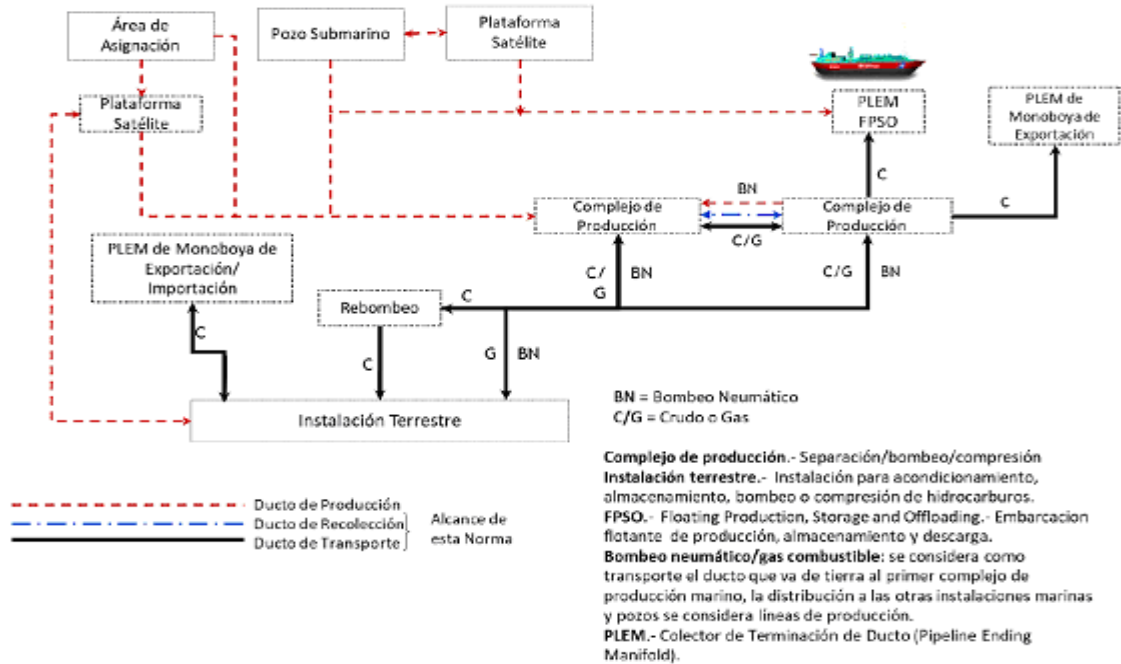 Área de
Asignación
Pozo Submarino
Plataforma
Satélite
Plataforma
Satélite
PLEM
FPSO
PLEM de
Monoboya de
Exportación
C
BN
Complejo de
Producción
Complejo de
Producción
C
C/G
PLEM de Monoboya de
Exportación/
Importación
C/
G
BN
C/G
BN
C
Rebombeo
C
C
G
BN
Instalación Terrestre
BN = Bombeo Neumático
C/G = Crudo o Gas
Complejo de producción.- Separación/bombeo/compresión
Instalación terrestre.- Instalación para acondicionamiento,
almacenamiento, bombeo o compresión de hidrocarburos.
FPSO.- Floating Production, Storage and Offloading.- Embarcacion
flotante de producción, almacenamiento y descarga.
Bombeo neumático/gas combustible: se considera como
transporte el ducto que va de tierra al primer complejo de
producción marino, la distribución a las otras instalaciones marinas
y pozos se considera líneas de producción.
PLEM.- Colector de Terminación de Ducto (Pipeline Ending
Manifold).
Ducto de Producción
Ducto de Recolección
Ducto de Transporte
Alcance de
esta Norma